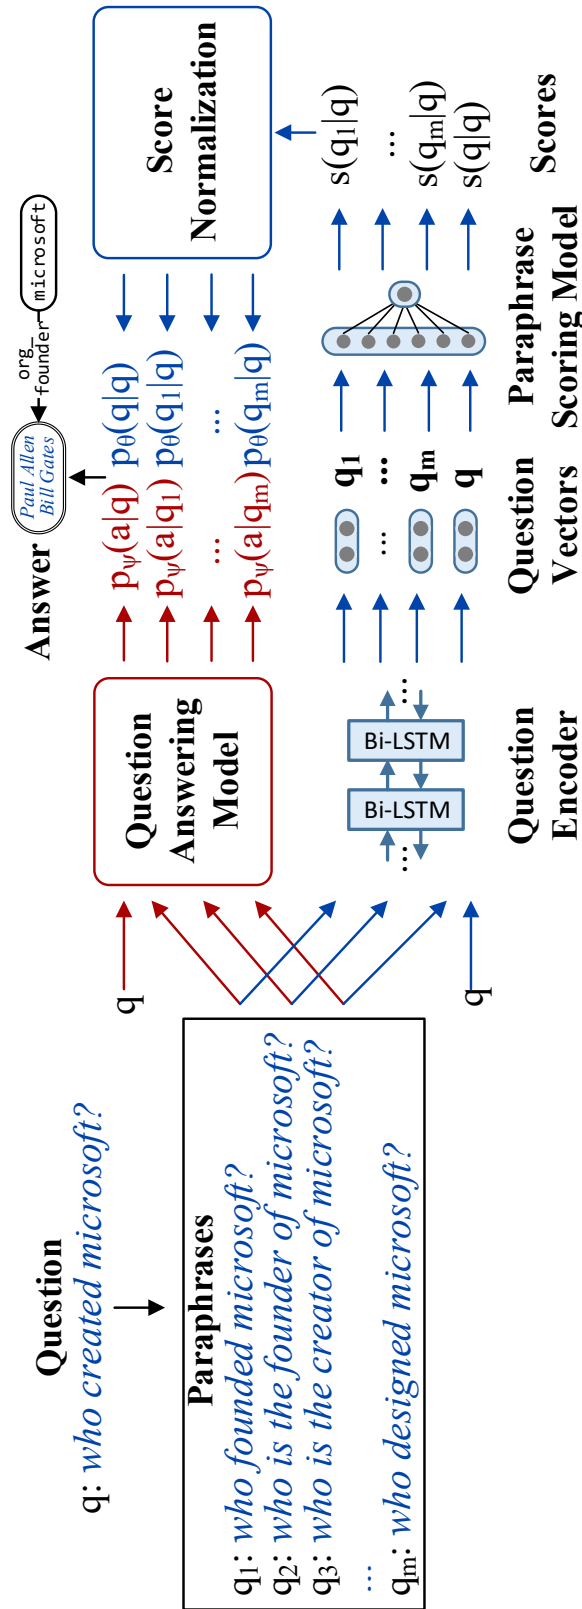 Question
q: who created microsoft?
Paraphrases
q1: who founded microsoft?
q2: who is the founder of microsoft?
q3: who is the creator of microsoft?
...
qm: who designed microsoft?
q
q
Question
Answering
Model
...
Bi-LSTM
Bi-LSTM
...
...
...
Question
Encoder
Answer
Paul Allen
Bill Gates
org_
founder
microsoft
pψ(a|q) pθ(q|q)
pψ(a|q1) pθ(q1|q)
... ...
pψ(a|qm) pθ(qm|q)
Score
Normalization
q1
... ...
qm
q
Question
Vectors
Paraphrase
Scoring Model
s(q1|q)
...
s(qm|q)
s(q|q)
Scores